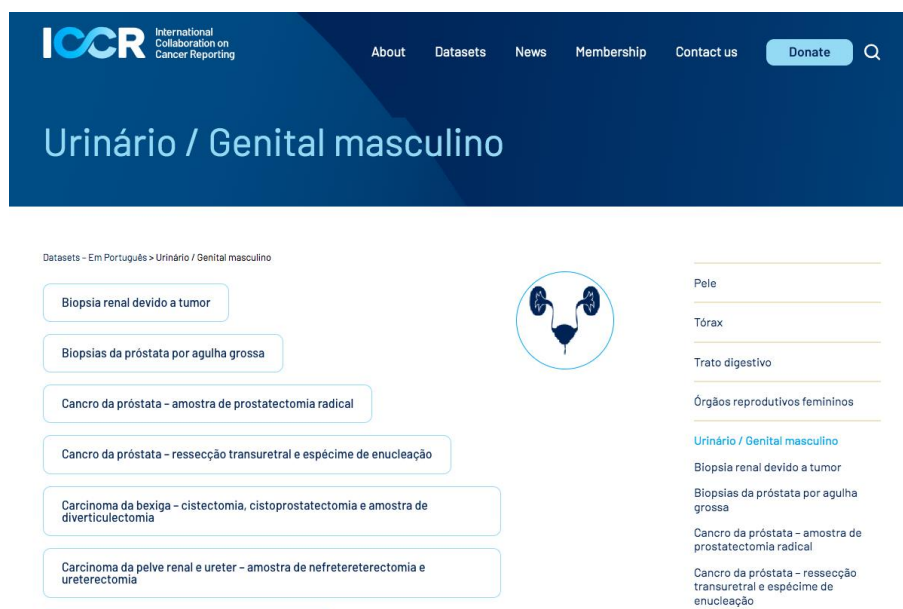 ICCR
International
Collaboration on
Cancer Reporting
About
Datasets
News
Membership
Contact us
Donate
Urinário / Genital masculino
Datasets – Em Português > Urinário / Genital masculino
Biopsia renal devido a tumor
Biopsias da próstata por agulha grossa
Cancro da próstata – amostra de prostatectomia radical
Cancro da próstata – ressecção transuretral e espécime de enucleação
Carcinoma da bexiga – cistectomia, cistoprostatectomia e amostra de
diverticulectomia
Carcinoma da pelve renal e ureter – amostra de nefretereterectomia e
ureterectomia
Pele
Tórax
Trato digestivo
Órgãos reprodutivos femininos
Urinário / Genital masculino
Biopsia renal devido a tumor
Biopsias da próstata por agulha
grossa
Cancro da próstata – amostra de
prostatectomia radical
Cancro da próstata – ressecção
transuretral e espécime de
enucleação